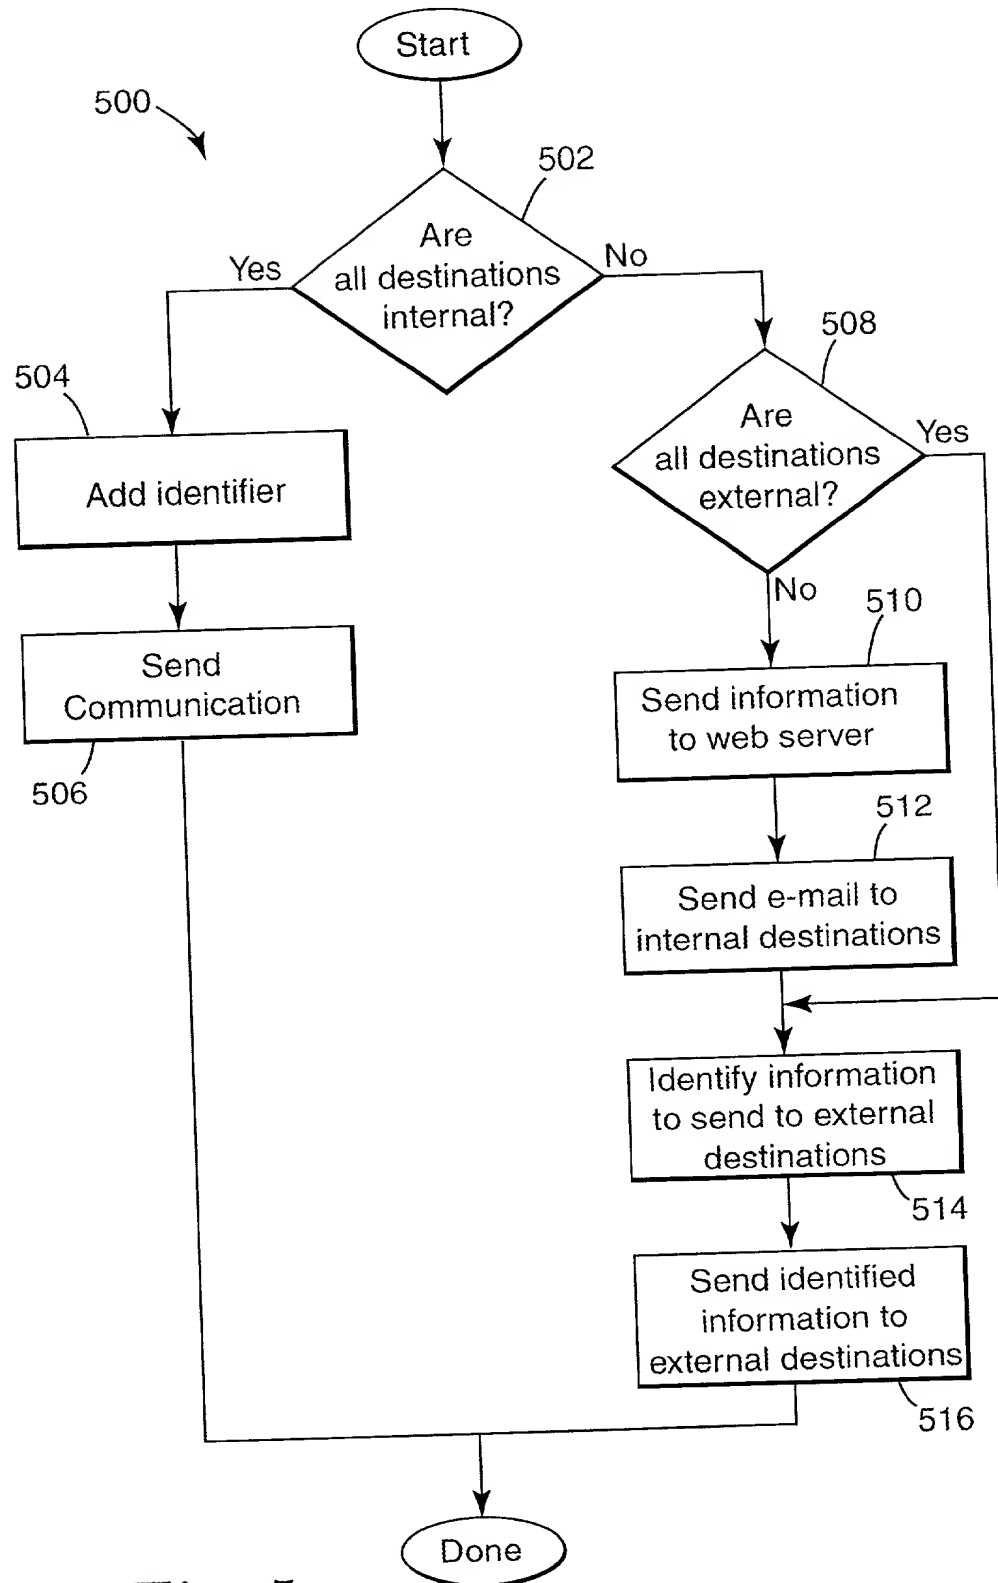 Start
500
502
Are
all destinations
internal?
Yes
No
504
Add identifier
Send
Communication
506
508
Are
all destinations
external?
Yes
No
510
Send information
to web server
512
Send e-mail to
internal destinations
Identify information
to send to external
destinations
514
Send identified
information to
external destinations
516
Done